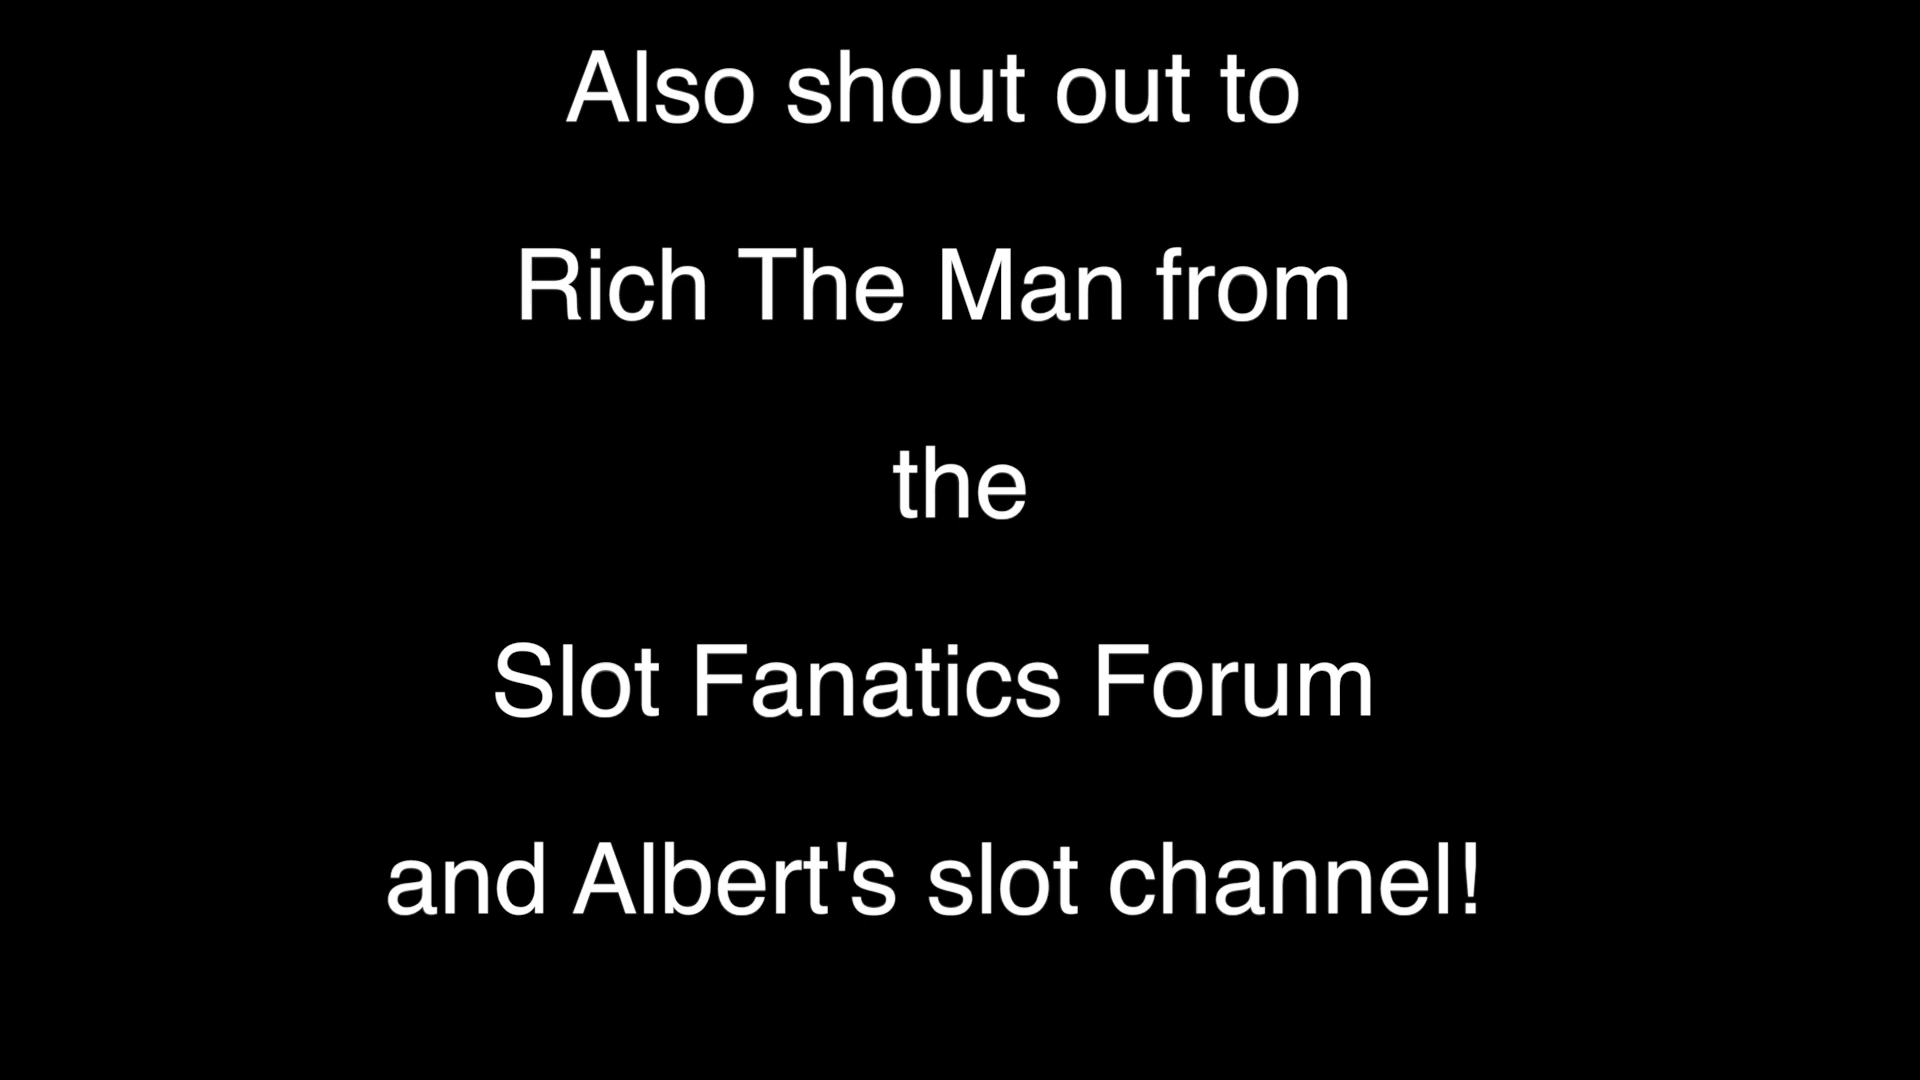 Also shout out to
Rich The Man from
the
Slot Fanatics Forum
and Albert's slot channel!